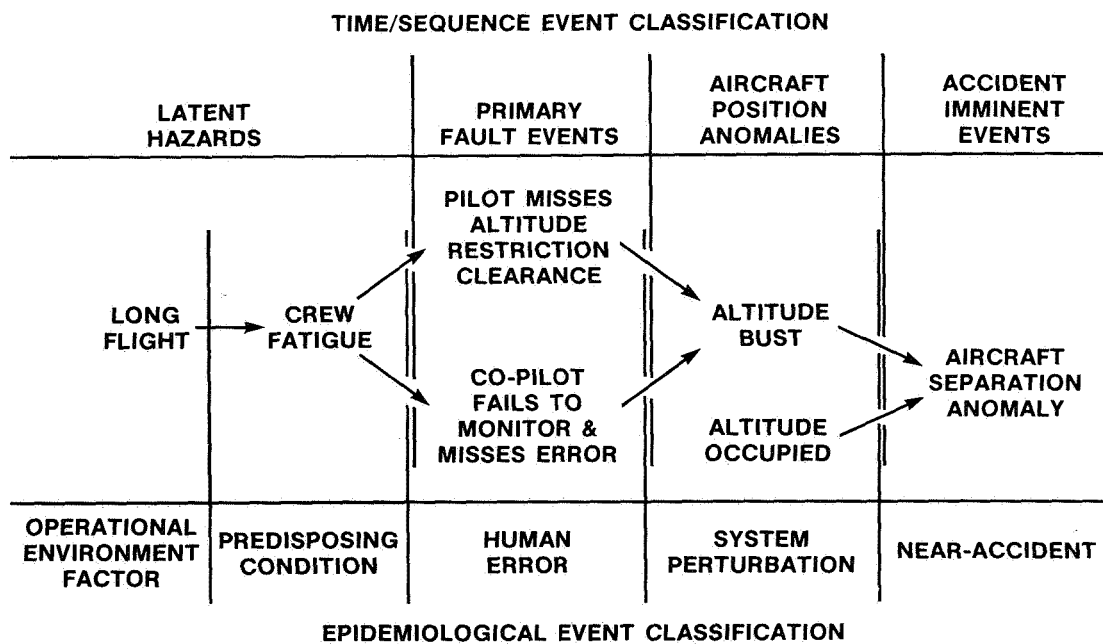 TIME/SEQUENCE EVENT CLASSIFICATION
LATENT
HAZARDS
PRIMARY
FAULT EVENTS
AIRCRAFT
POSITION
ANOMALIES
ACCIDENT
IMMINENT
EVENTS
PILOT MISSES
ALTITUDE
RESTRICTION
CLEARANCE
LONG
FLIGHT
CREW
FATIGUE
CO-PILOT
FAILS TO
MONITOR &
MISSES ERROR
ALTITUDE
BUST
ALTITUDE
OCCUPIED
AIRCRAFT
SEPARATION
ANOMALY
OPERATIONAL
ENVIRONMENT
FACTOR
PREDISPOSING
CONDITION
HUMAN
ERROR
SYSTEM
PERTURBATION
NEAR-ACCIDENT
EPIDEMIOLOGICAL EVENT CLASSIFICATION